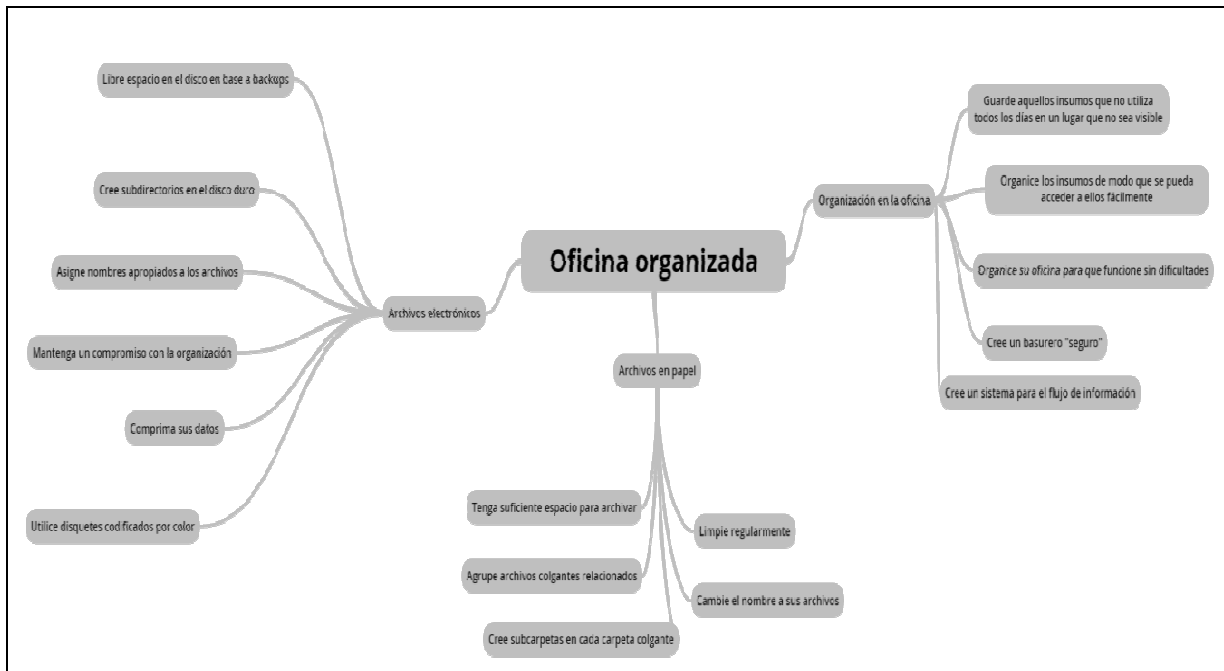 Oficina organizada
Archivos electrónicos
Libre espacio en el disco en base a backups
Cree subdirectorios en el disco duro
Asigne nombres apropiados a los archivos
Mantenga un compromiso con la organización
Comprima sus datos
Utilice disquetes codificados por color
Archivos en papel
Tenga suficiente espacio para archivar
Agrupe archivos colgantes relacionados
Cree subcarpetas en cada carpeta colgante
Limpie regularmente
Cambie el nombre a sus archivos
Organización en la oficina
Guarde aquellos insumos que no utiliza
todos los días en un lugar que no sea visible
Organice los insumos de modo que se pueda
acceder a ellos fácilmente
Organice su oficina para que funcione sin dificultades
Cree un basurero "seguro"
Cree un sistema para el flujo de información